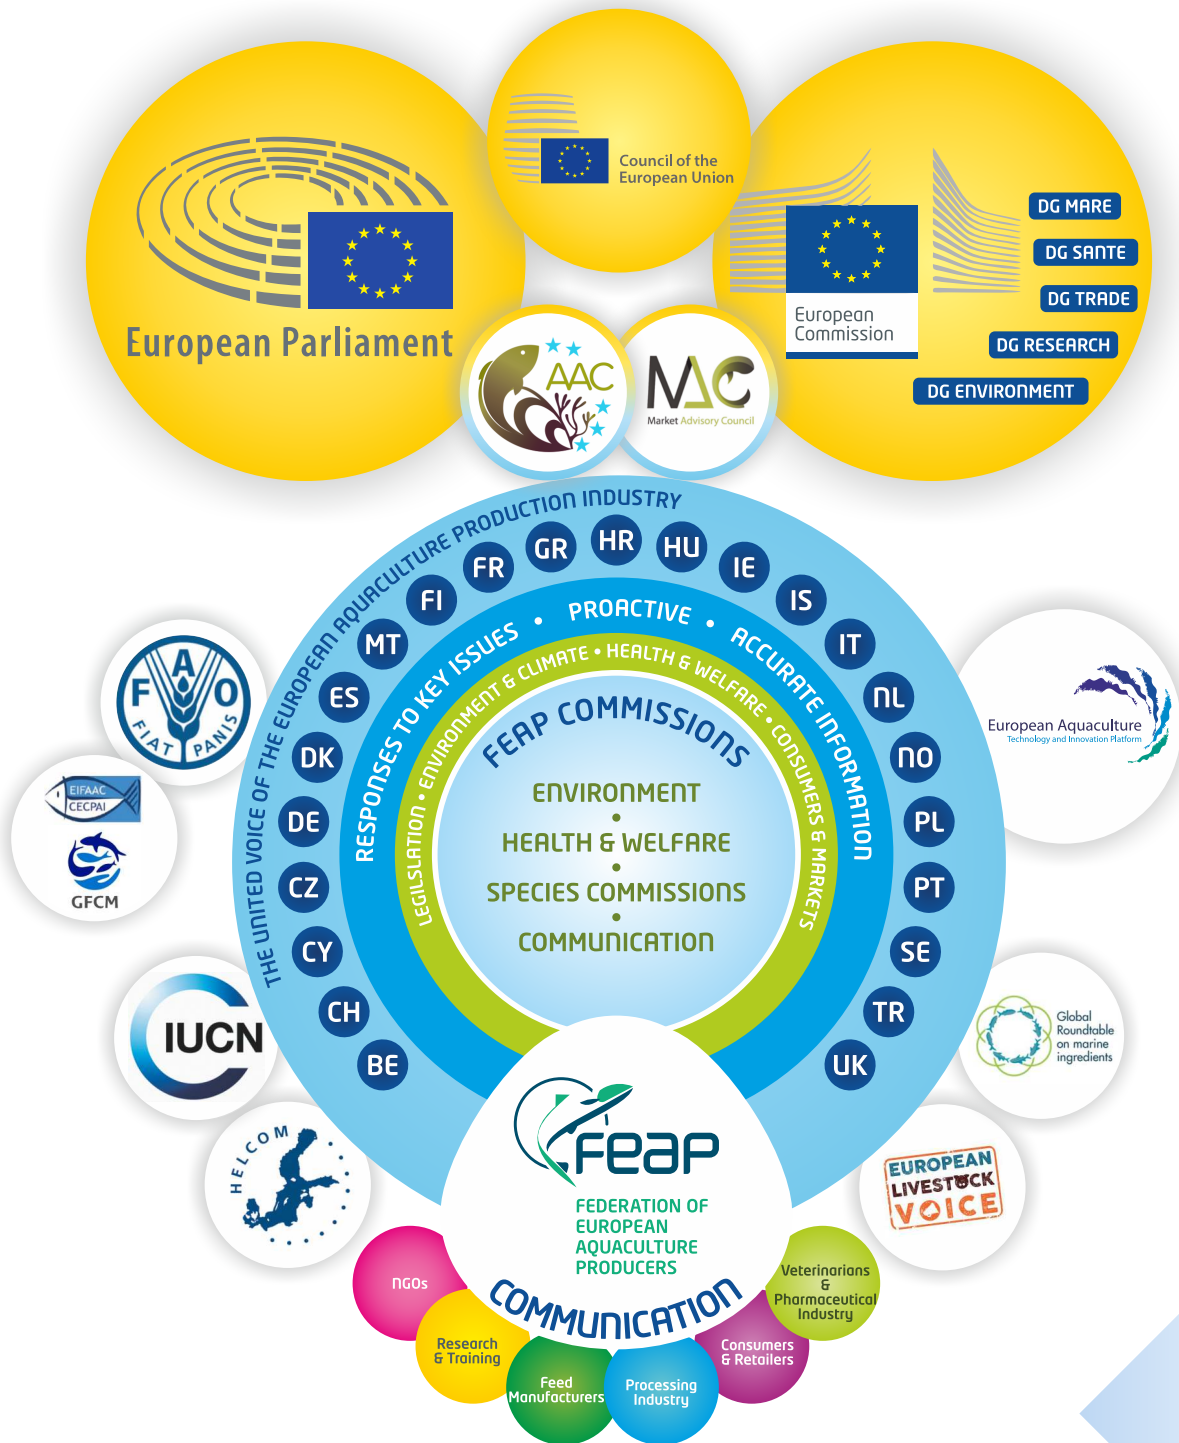 Council of the
European Union
European Parliament
European
Commission
DG MARE
DG SANTE
DG TRADE
DG RESEARCH
DG ENVIRONMENT
AAC
MAC
Market Advisory Council
THE UNITED VOICE OF THE EUROPEAN AQUACULTURE PRODUCTION INDUSTRY
BE
CH
CY
CZ
DE
DK
ES
MT
FI
FR
GR
HR
HU
IE
IS
IT
NL
NO
PL
PT
SE
TR
UK
RESPONSES TO KEY ISSUES • PROACTIVE • ACCURATE INFORMATION
LEGILSLATION • ENVIRONMENT & CLIMATE • HEALTH & WELFARE • CONSUMERS & MARKETS
FEAP COMMISSIONS
ENVIRONMENT
•
HEALTH & WELFARE
•
SPECIES COMMISSIONS
•
COMMUNICATION
FAO
FIAT PANIS
EIFAAC
CECPAI
GFCM
IUCN
HELCOM
European Aquaculture
Technology and Innovation Platform
Global
Roundtable
on marine
ingredients
EUROPEAN
LIVESTOCK
VOICE
FEAP
FEDERATION OF
EUROPEAN
AQUACULTURE
PRODUCERS
COMMUNICATION
NGOs
Research
& Training
Feed
Manufacturers
Processing
Industry
Consumers
& Retailers
Veterinarians
&
Pharmaceutical
Industry